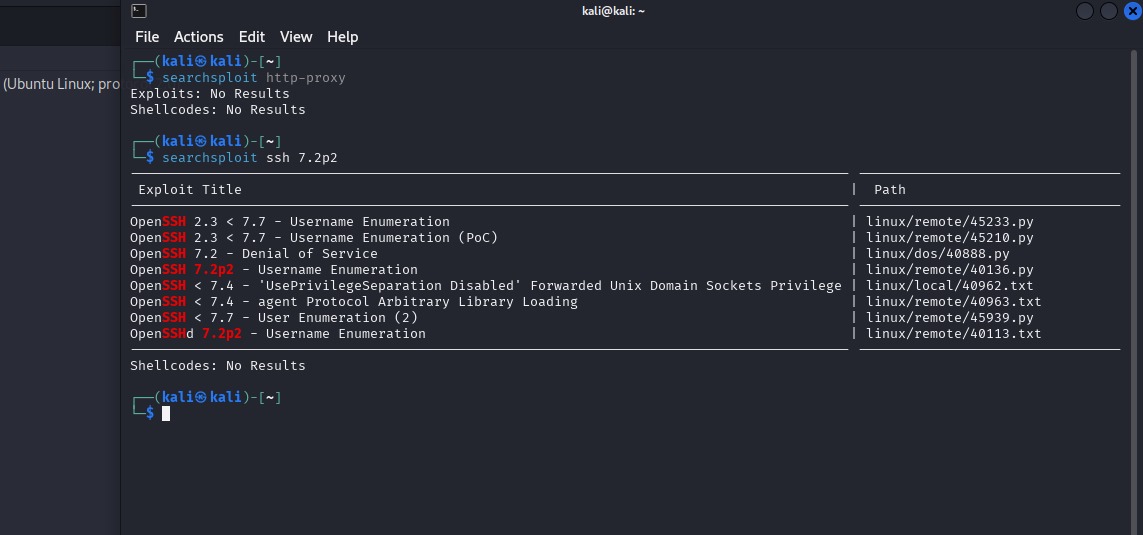 kali@kali: ~
File Actions Edit View Help
(Ubuntu Linux; pro
┌──(kali㉿kali)-[~]
└─$ searchsploit http-proxy
Exploits: No Results
Shellcodes: No Results
┌──(kali㉿kali)-[~]
└─$ searchsploit ssh 7.2p2
Exploit Title | Path
OpenSSH 2.3 < 7.7 - Username Enumeration | linux/remote/45233.py
OpenSSH 2.3 < 7.7 - Username Enumeration (PoC) | linux/remote/45210.py
OpenSSH 7.2 - Denial of Service | linux/dos/40888.py
OpenSSH 7.2p2 - Username Enumeration | linux/remote/40136.py
OpenSSH < 7.4 - 'UsePrivilegeSeparation Disabled' Forwarded Unix Domain Sockets Privilege | linux/local/40962.txt
OpenSSH < 7.4 - agent Protocol Arbitrary Library Loading | linux/remote/40963.txt
OpenSSH < 7.7 - User Enumeration (2) | linux/remote/45939.py
OpenSSHd 7.2p2 - Username Enumeration | linux/remote/40113.txt
Shellcodes: No Results
┌──(kali㉿kali)-[~]
└─$